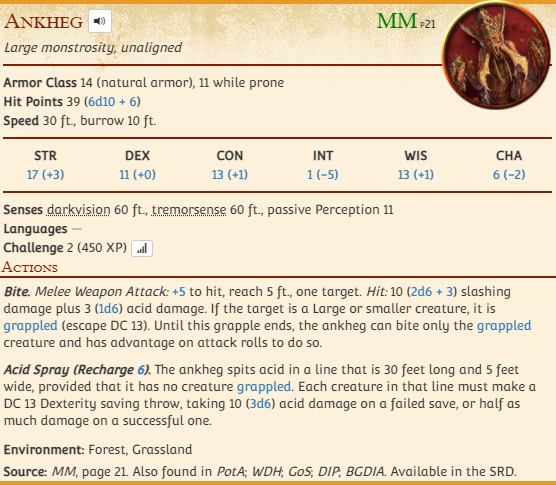 Ankheg MM p21
Large monstrosity, unaligned
Armor Class 14 (natural armor), 11 while prone
Hit Points 39 (6d10 + 6)
Speed 30 ft., burrow 10 ft.
STR DEX CON INT WIS CHA
17 (+3) 11 (+0) 13 (+1) 1 (−5) 13 (+1) 6 (−2)
Senses darkvision 60 ft., tremorsense 60 ft., passive Perception 11
Languages —
Challenge 2 (450 XP)
Actions
Bite. Melee Weapon Attack: +5 to hit, reach 5 ft., one target. Hit: 10 (2d6 + 3) slashing
damage plus 3 (1d6) acid damage. If the target is a Large or smaller creature, it is
grappled (escape DC 13). Until this grapple ends, the ankheg can bite only the grappled
creature and has advantage on attack rolls to do so.
Acid Spray (Recharge 6). The ankheg spits acid in a line that is 30 feet long and 5 feet
wide, provided that it has no creature grappled. Each creature in that line must make a
DC 13 Dexterity saving throw, taking 10 (3d6) acid damage on a failed save, or half as
much damage on a successful one.
Environment: Forest, Grassland
Source: MM, page 21. Also found in PotA; WDH; GoS; DIP; BGDIA. Available in the SRD.